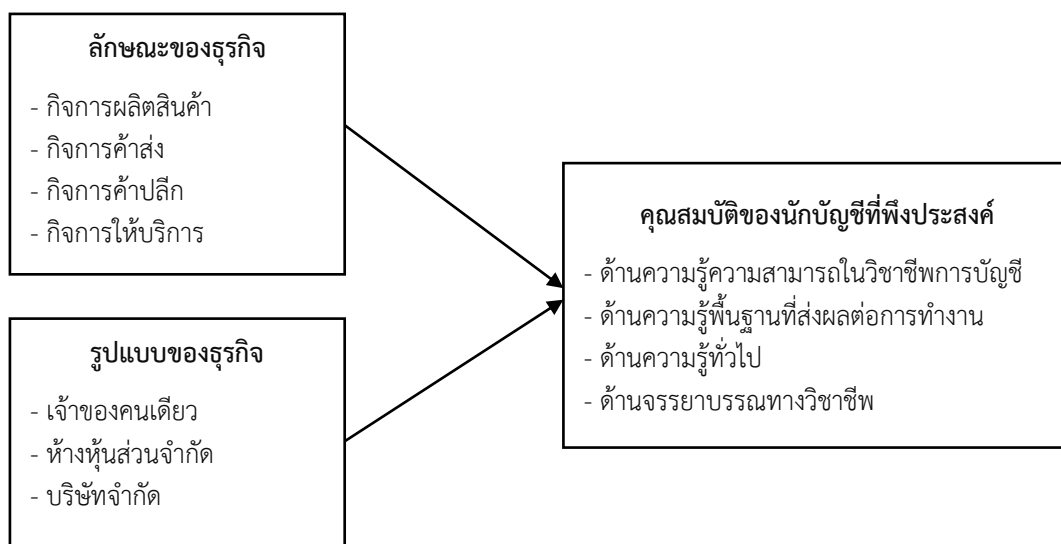 ลักษณะของธุรกิจ
- กิจการผลิตสินค้า
- กิจการค้าส่ง
- กิจการค้าปลีก
- กิจการให้บริการ
รูปแบบของธุรกิจ
- เจ้าของคนเดียว
- ห้างหุ้นส่วนจำกัด
- บริษัทจำกัด
คุณสมบัติของนักบัญชีที่พึงประสงค์
- ด้านความรู้ความสามารถในวิชาชีพการบัญชี
- ด้านความรู้พื้นฐานที่ส่งผลต่อการทำงาน
- ด้านความรู้ทั่วไป
- ด้านจรรยาบรรณทางวิชาชีพ